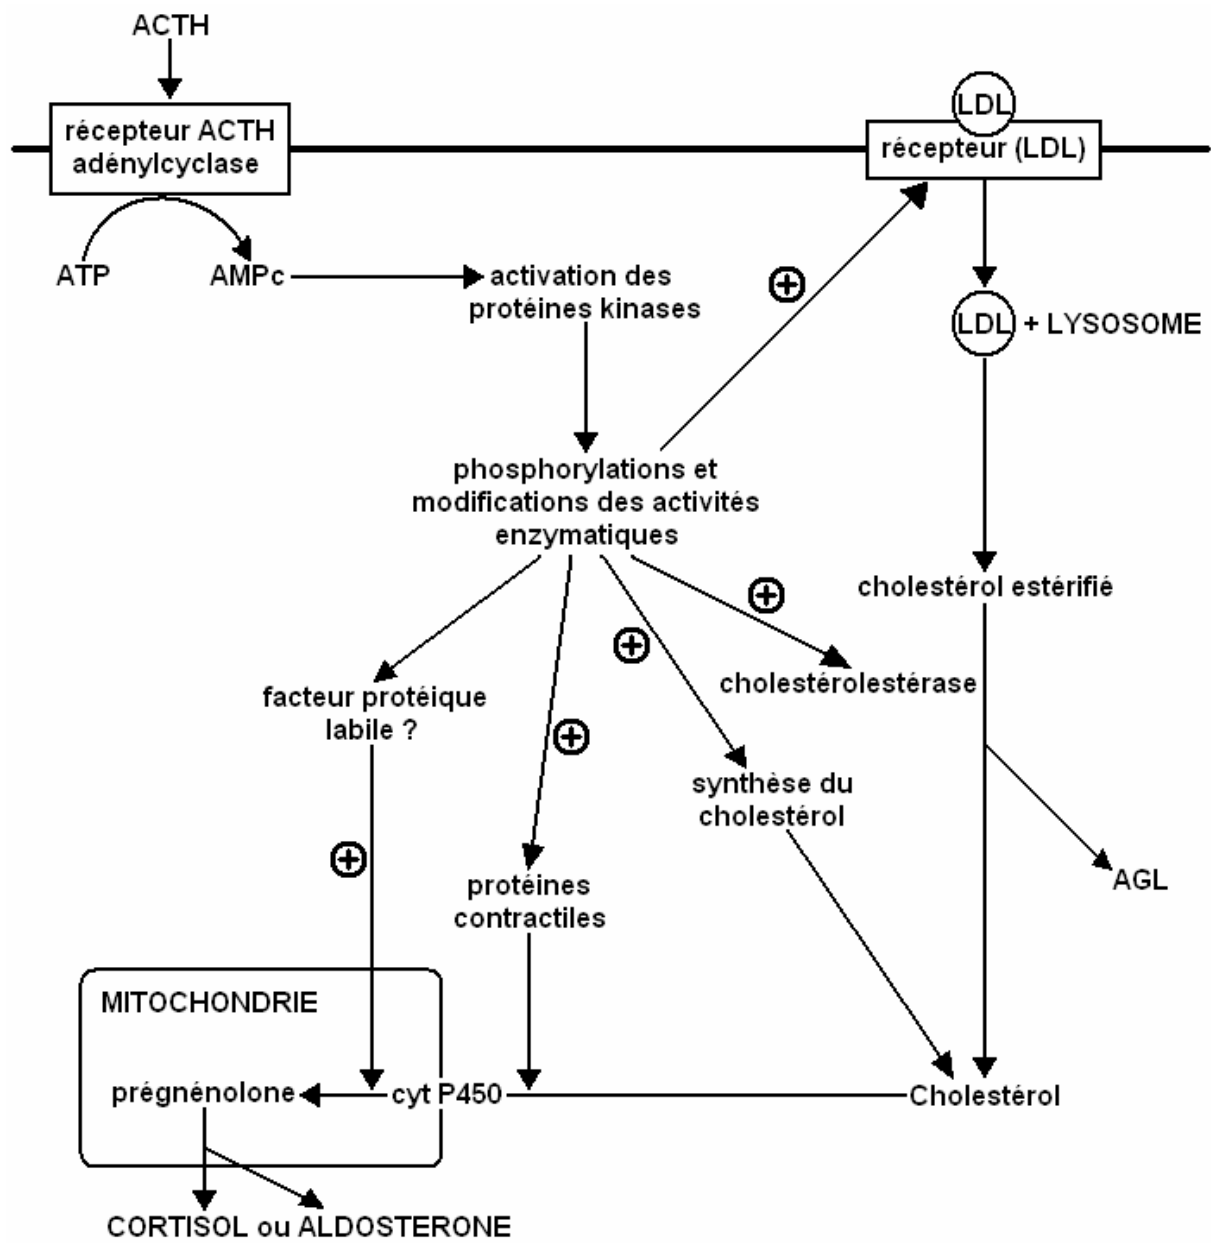 ACTH
récepteur ACTH
adénylcyclase
LDL
récepteur (LDL)
ATP
AMPc
activation des
protéines kinases
LDL + LYSOSOME
phosphorylations et
modifications des activités
enzymatiques
cholestérol estérifié
cholestérolestérase
facteur protéique
labile ?
synthèse du
cholestérol
protéines
contractiles
AGL
MITOCHONDRIE
prégnénolone
cyt P450
Cholestérol
CORTISOL ou ALDOSTERONE